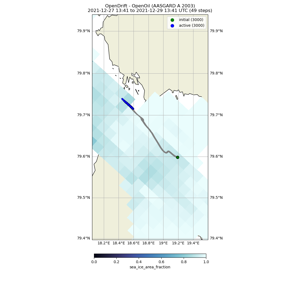 OpenDrift - OpenOil (AASGARD A 2003)
2021-12-27 13:41 to 2021-12-29 13:41 UTC (49 steps)
initial (3000)
active (3000)
79.9°N
79.8°N
79.7°N
79.6°N
79.5°N
79.4°N
79.9°N
79.8°N
79.7°N
79.6°N
79.5°N
79.4°N
18.2°E 18.4°E 18.6°E 18.8°E 19°E 19.2°E 19.4°E
0.0 0.2 0.4 0.6 0.8 1.0
sea_ice_area_fraction